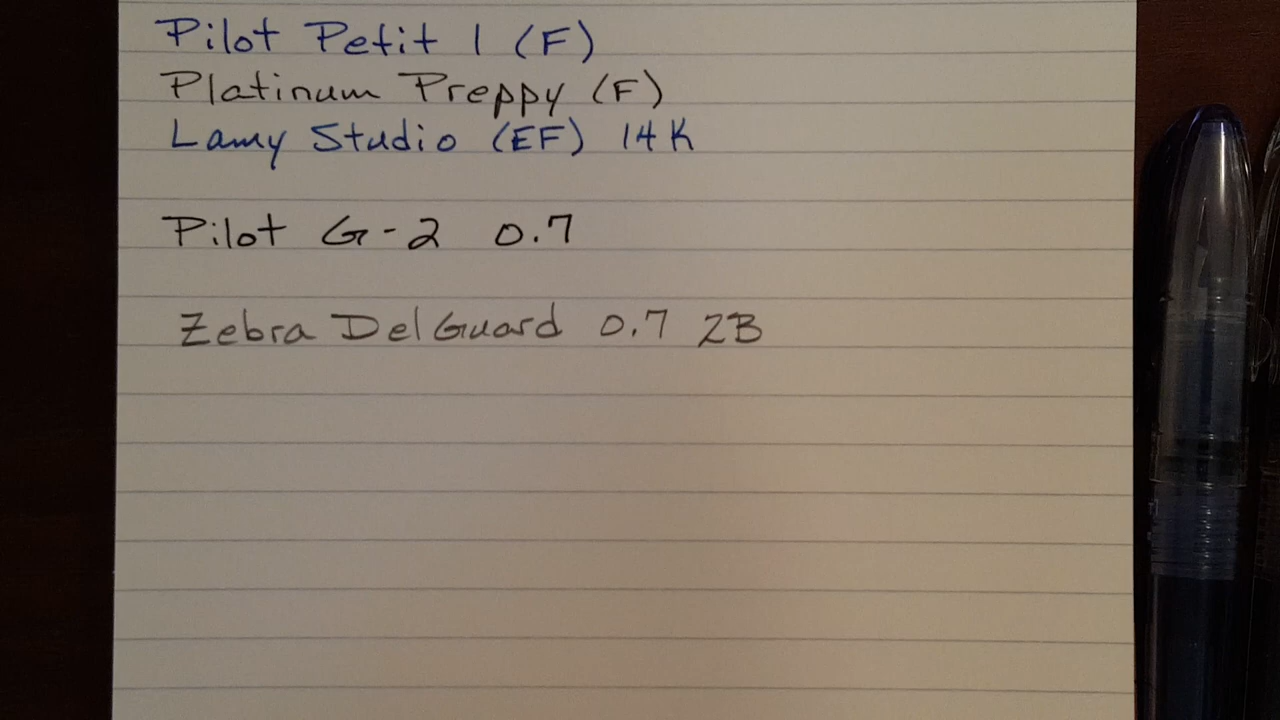 Pilot Petit 1 (F)
Platinum Preppy (F)
Lamy Studio (EF) 14K
Pilot G-2 0.7
Zebra DelGuard 0.7 2B